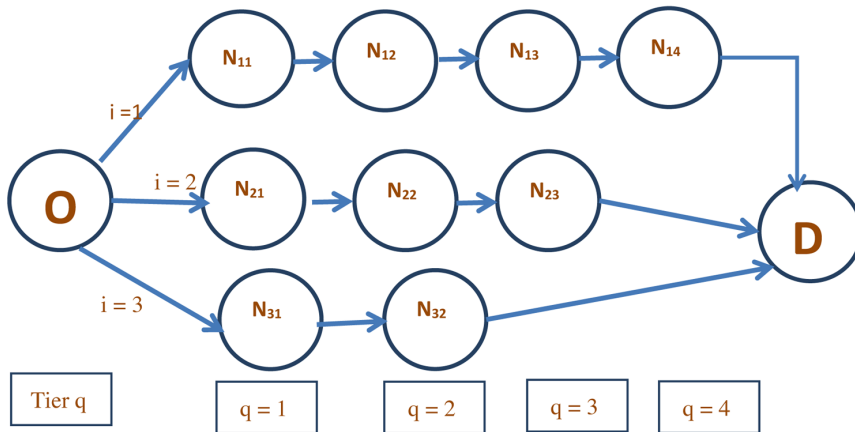 N₁₁ N₁₂ N₁₃ N₁₄
i =1
O i = 2 N₂₁ N₂₂ N₂₃ D
i = 3 N₃₁ N₃₂
Tier q q = 1 q = 2 q = 3 q = 4